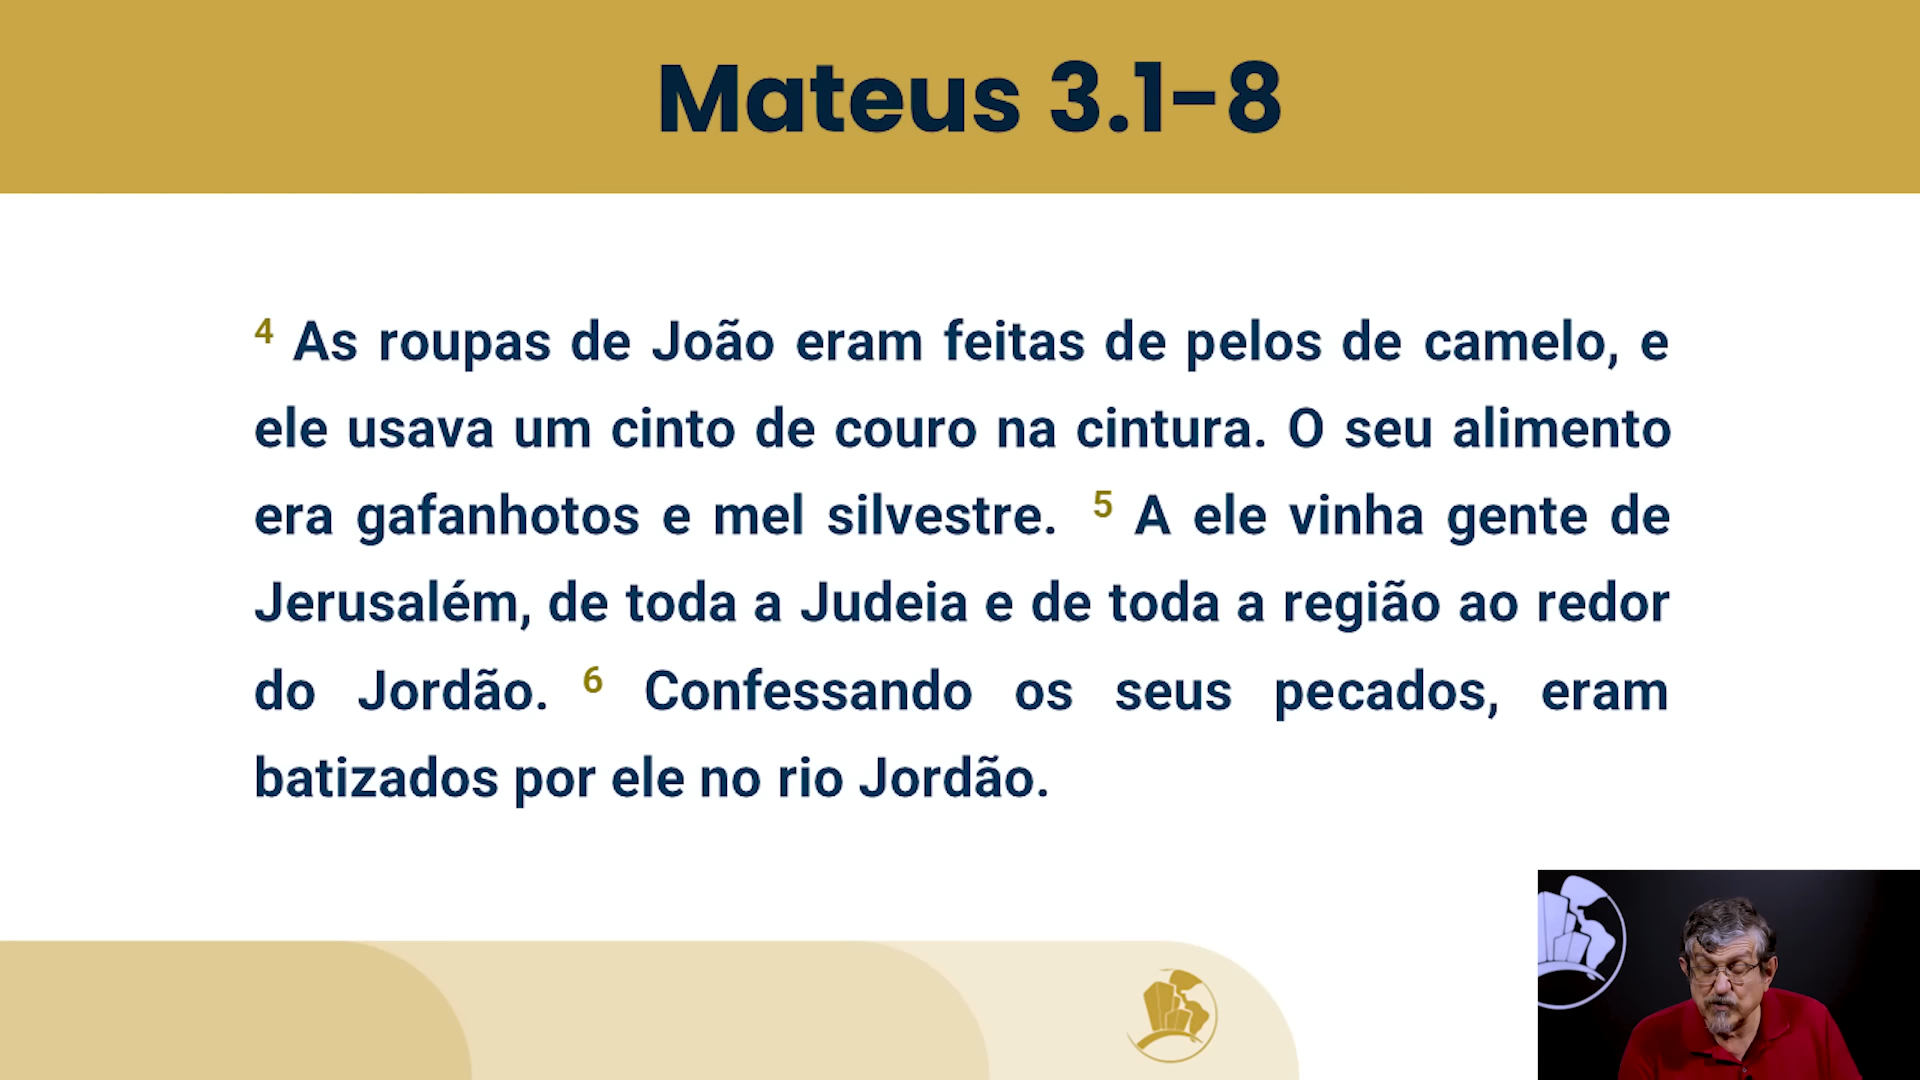 Mateus 3.1-8
4 As roupas de João eram feitas de pelos de camelo, e
ele usava um cinto de couro na cintura. O seu alimento
era gafanhotos e mel silvestre. 5 A ele vinha gente de
Jerusalém, de toda a Judeia e de toda a região ao redor
do Jordão. 6 Confessando os seus pecados, eram
batizados por ele no rio Jordão.